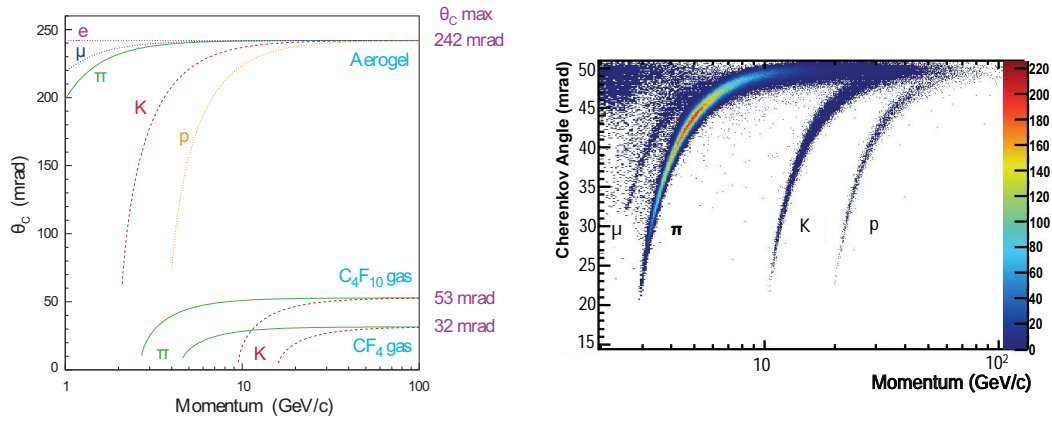 θC max
250
e
242 mrad
μ
Aerogel
π
200
K
p
150
θC (mrad)
100
C4F10 gas
50
53 mrad
32 mrad
π
K
CF4 gas
0
1
10
100
Momentum (GeV/c)
50
45
40
35
30
25
20
15
Cherenkov Angle (mrad)
μ
π
K
p
10
10²
Momentum (GeV/c)
220
200
180
160
140
120
100
80
60
40
20
0